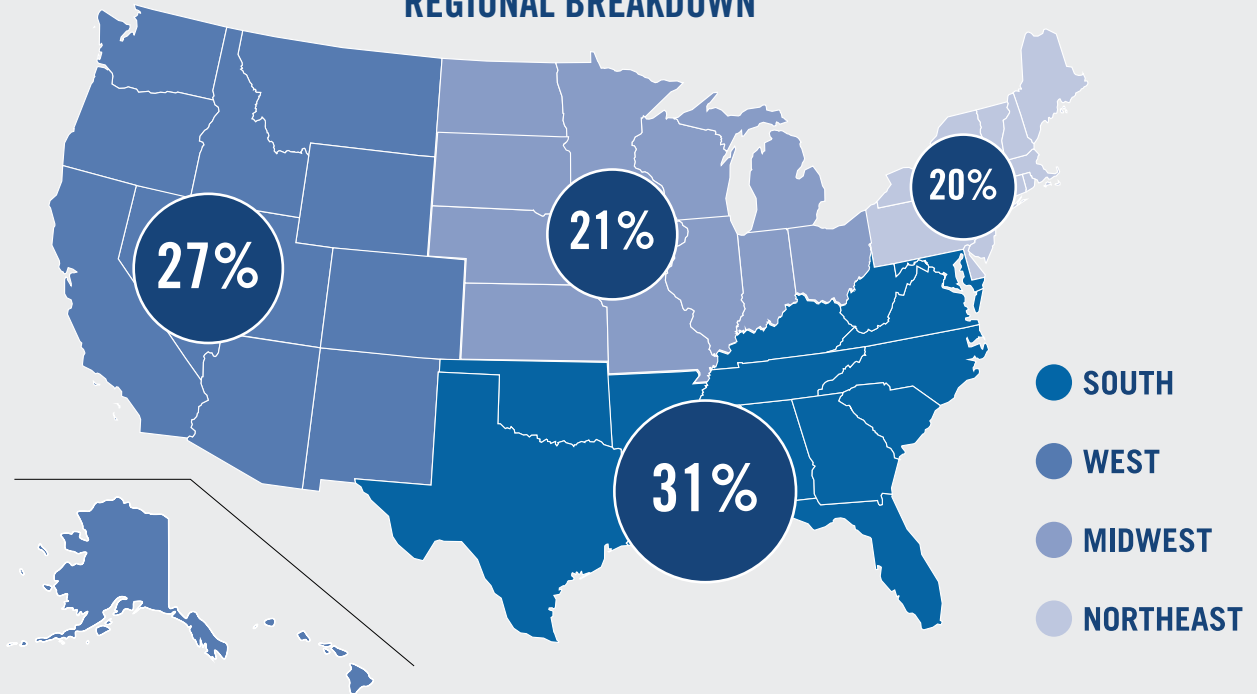 REGIONAL BREAKDOWN
20%
21%
27%
31%
SOUTH
WEST
MIDWEST
NORTHEAST